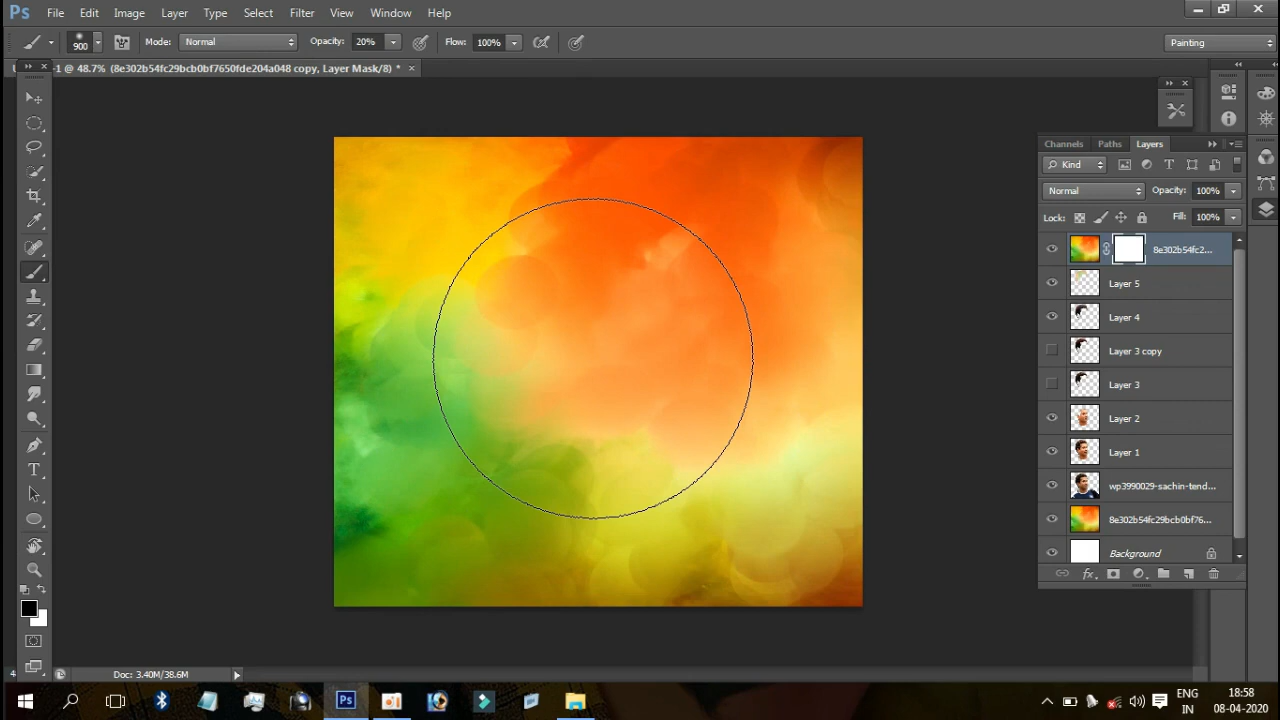 Ps File Edit Image Layer Type Select Filter View Window Help
900 Mode: Normal Opacity: 20% Flow: 100% Painting
-1 @ 48.7% (8e302b54fc29bcb0bf7650fde204a048 copy, Layer Mask/8) * ×
Channels Paths Layers
Kind T
Normal Opacity: 100%
Lock: Fill: 100%
8e302b54fc2...
Layer 5
Layer 4
Layer 3 copy
Layer 3
Layer 2
Layer 1
wp3990029-sachin-tend...
8e302b54fc29bcb0bf76...
Background
fx
T
Doc: 3.40M/38.6M
Ps
ENG
IN
18:58
08-04-2020